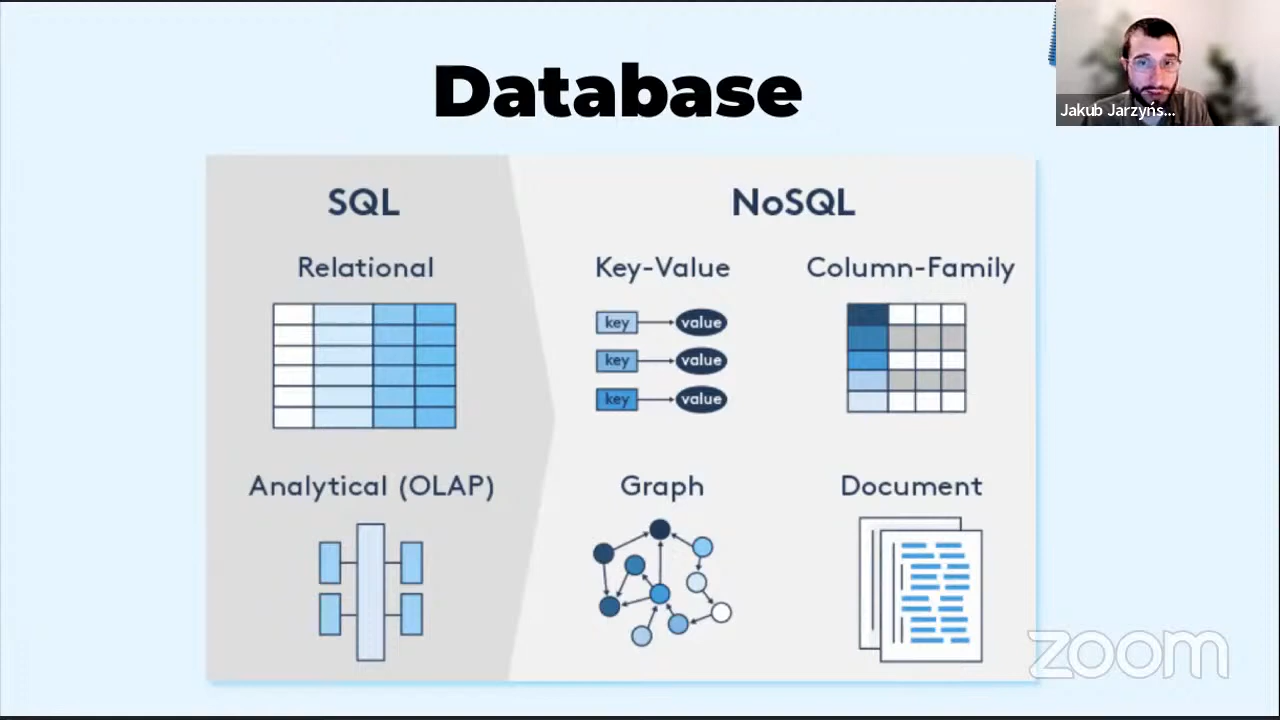 Database
Jakub Jarzyńs...
SQL
NoSQL
Relational
Key-Value
Column-Family
key
value
key
value
key
value
Analytical (OLAP)
Graph
Document
zoom